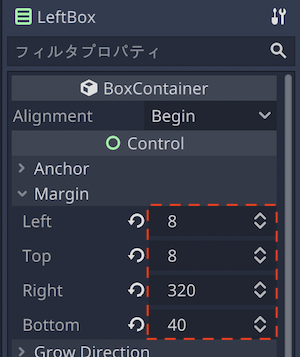 LeftBox
フィルタプロパティ
BoxContainer
Alignment Begin
Control
Anchor
Margin
Left 8
Top 8
Right 320
Bottom 40
Grow Direction